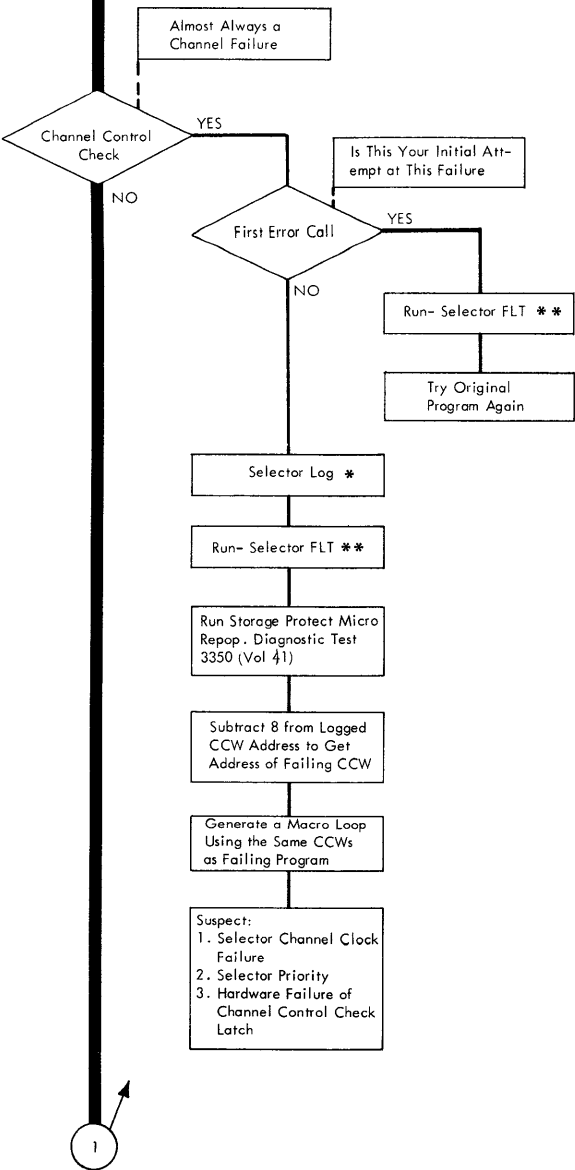 Almost Always a
Channel Failure
Channel Control
Check
YES
NO
Is This Your Initial Att-
empt at This Failure
First Error Call
YES
NO
Run- Selector FLT **
Try Original
Program Again
Selector Log *
Run- Selector FLT **
Run Storage Protect Micro
Repop. Diagnostic Test
3350 (Vol 41)
Subtract 8 from Logged
CCW Address to Get
Address of Failing CCW
Generate a Macro Loop
Using the Same CCWs
as Failing Program
Suspect:
1. Selector Channel Clock
Failure
2. Selector Priority
3. Hardware Failure of
Channel Control Check
Latch
1